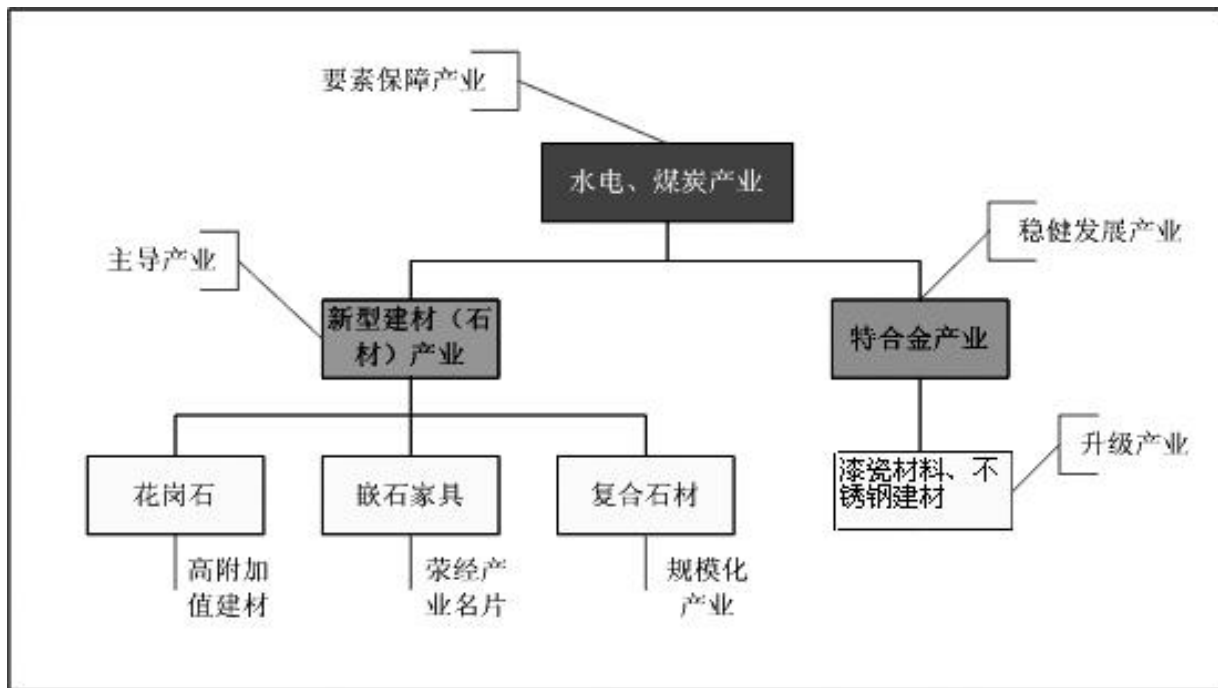 要素保障产业
水电、煤炭产业
稳健发展产业
主导产业
新型建材（石
材）产业
特合金产业
升级产业
花岗石
嵌石家具
复合石材
漆瓷材料、不
锈钢建材
高附加
值建材
荥经产
业名片
规模化
产业